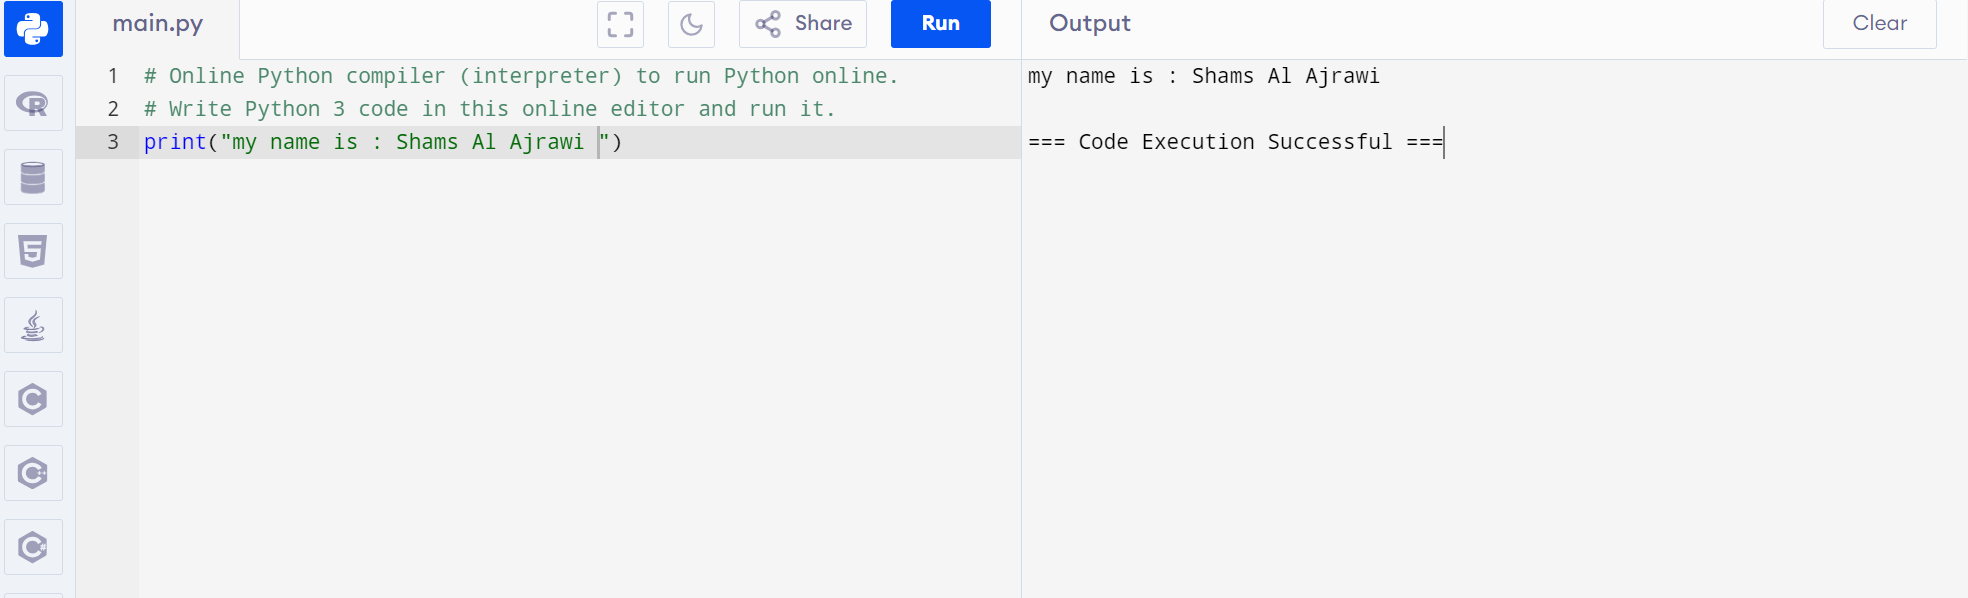 main.py
Share
Run
Output
Clear
1 # Online Python compiler (interpreter) to run Python online.
2 # Write Python 3 code in this online editor and run it.
3 print("my name is : Shams Al Ajrawi ")
my name is : Shams Al Ajrawi
=== Code Execution Successful ===